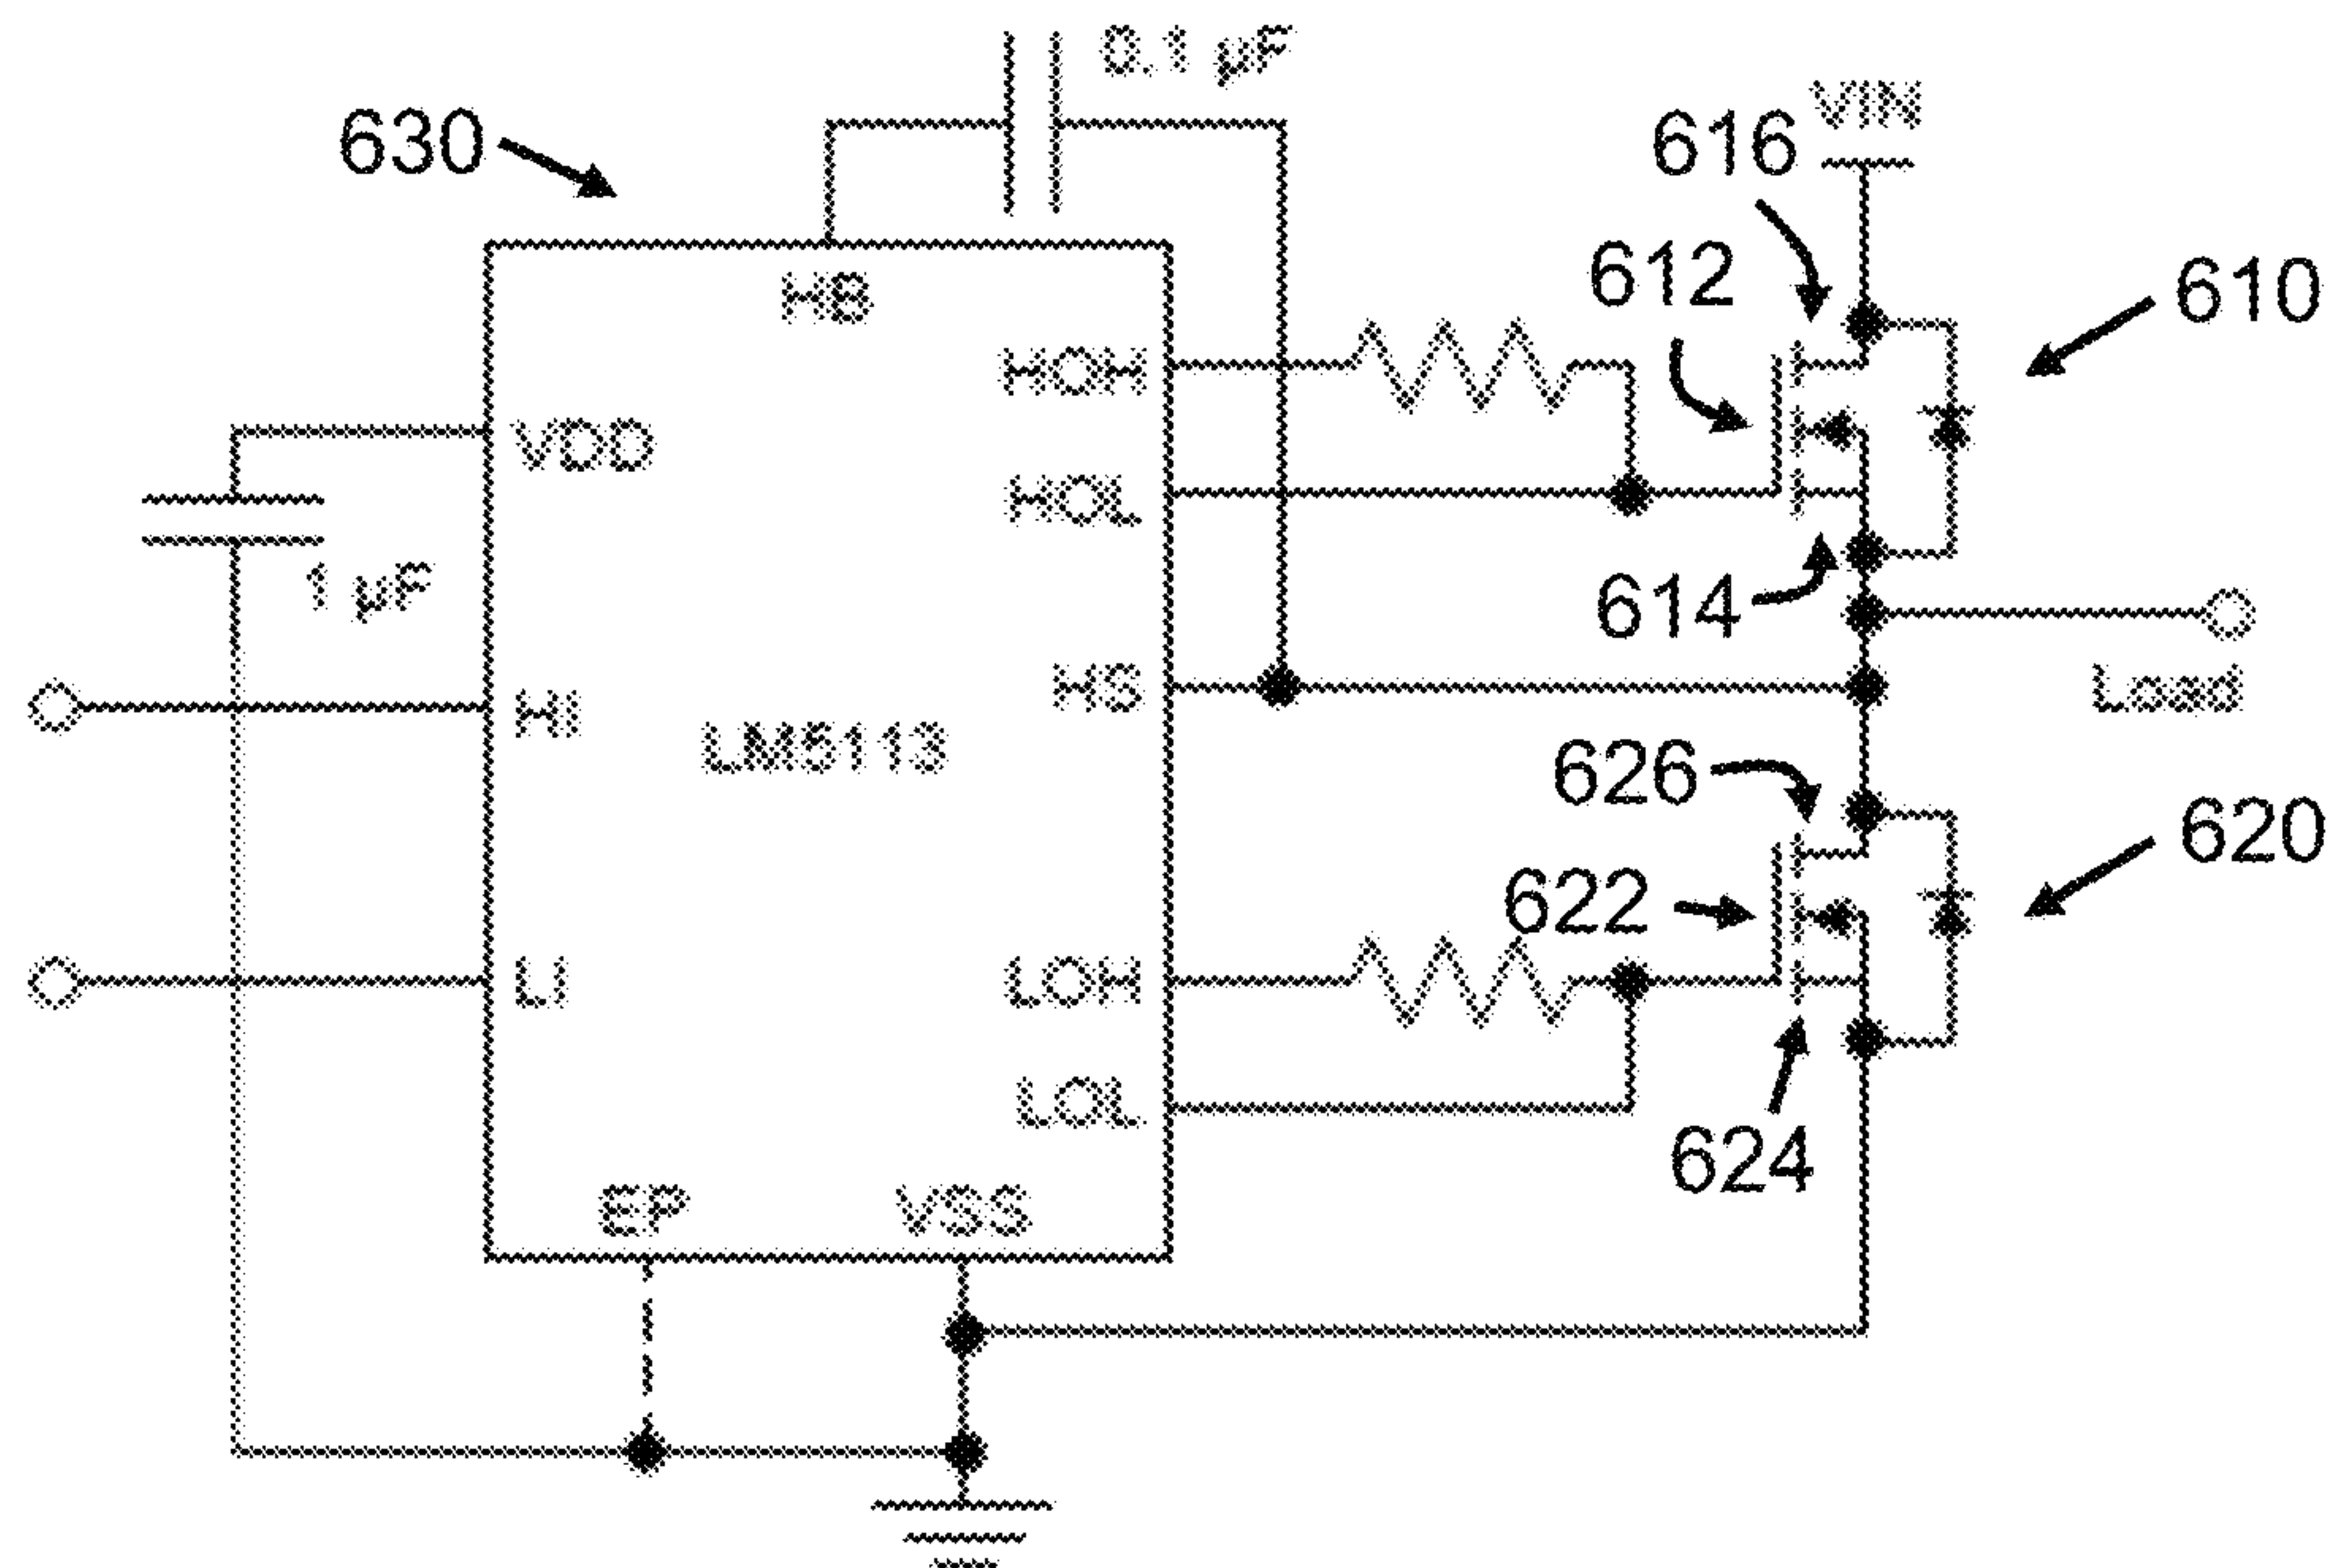 0.1 µF
630
616
VIN
612
610
HB
HOH
VDD
HOL
1 µF
614
HS
Load
HI
LM5113
626
620
622
LI
LOH
LOL
624
EP
VSS